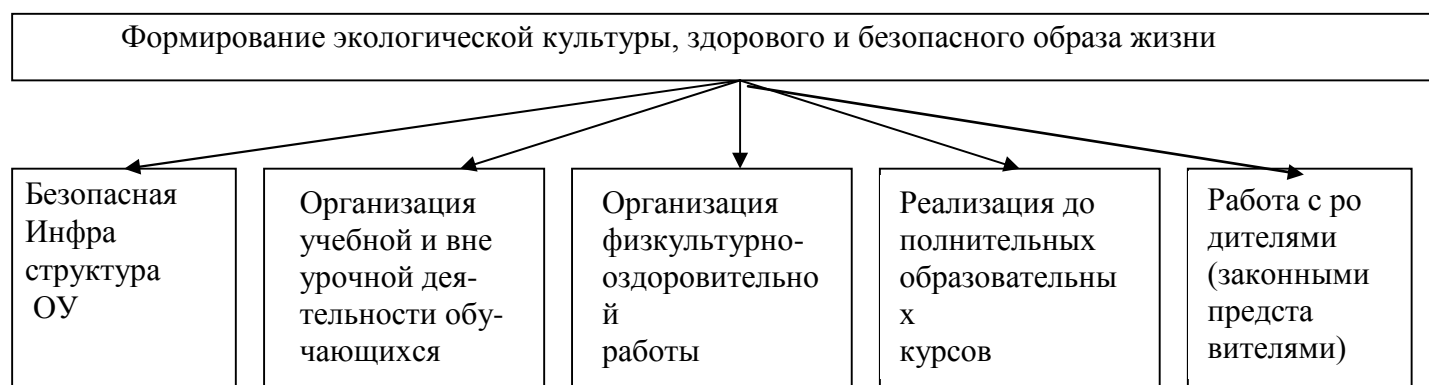 Формирование экологической культуры, здорового и безопасного образа жизни
Безопасная
Инфра
структура
ОУ
Организация
учебной и вне
урочной дея-
тельности обу-
чающихся
Организация
физкультурно-
оздоровительно
й
работы
Реализация до
полнительных
образовательны
х
курсов
Работа с ро
дителями
(законными
предста
вителями)